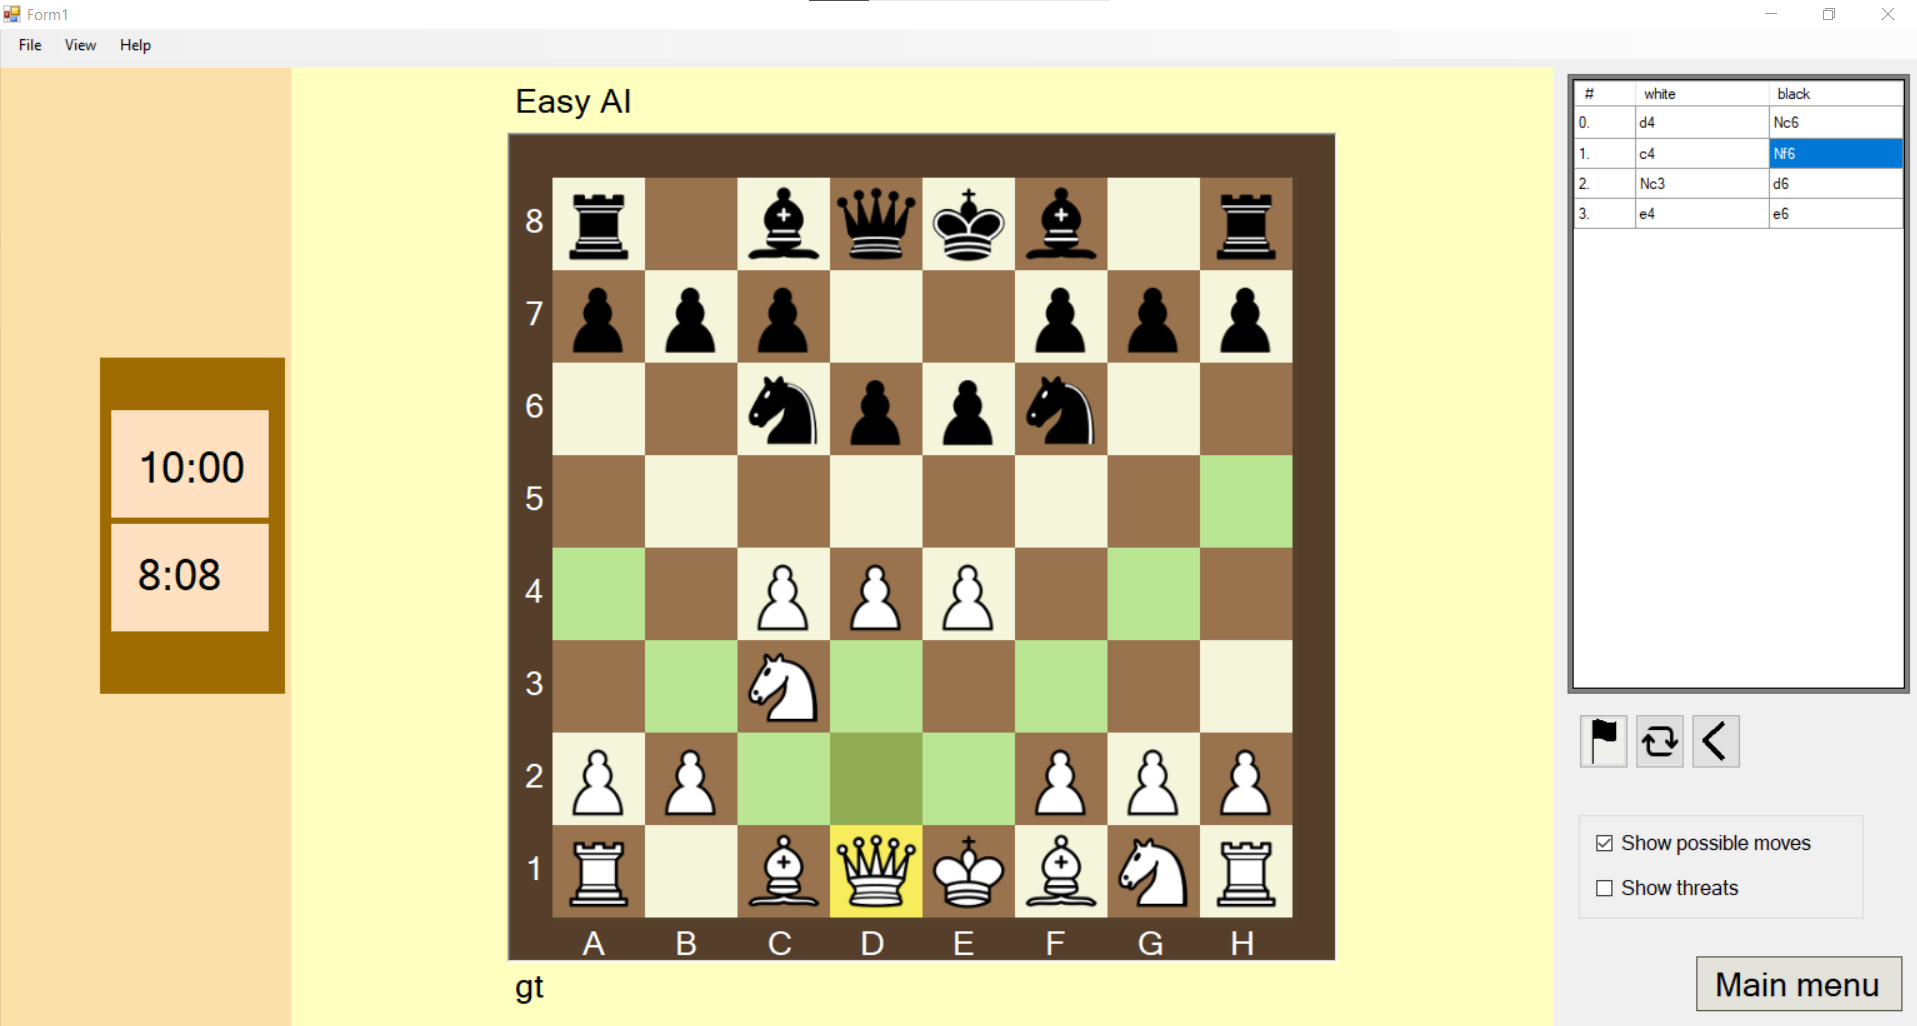 Form1
File View Help
Easy AI
10:00
8:08
8
7
6
5
4
3
2
1
A B C D E F G H
gt
# white black
0. d4 Nc6
1. c4 Nf6
2. Nc3 d6
3. e4 e6
Show possible moves
Show threats
Main menu